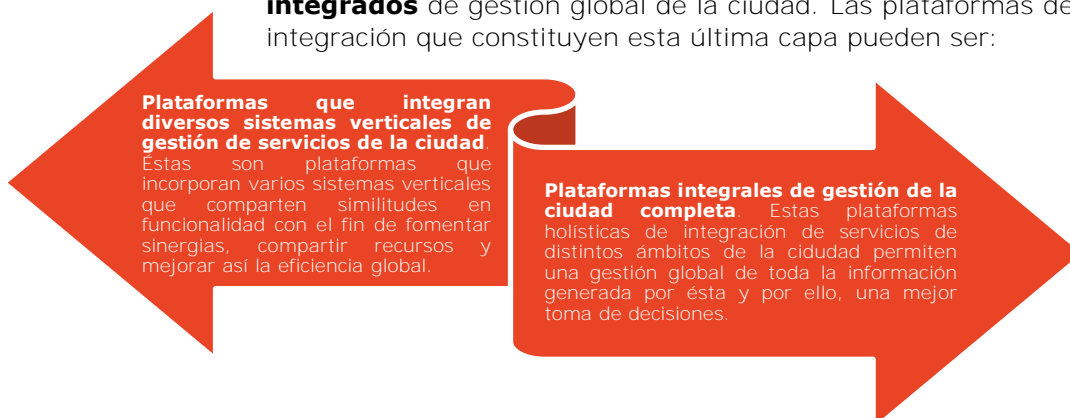 integrados de gestión global de la ciudad. Las plataformas de
integración que constituyen esta última capa pueden ser:
Plataformas que integran
diversos sistemas verticales de
gestión de servicios de la ciudad.
Éstas son plataformas que
incorporan varios sistemas verticales
que comparten similitudes en
funcionalidad con el fin de fomentar
sinergias, compartir recursos y
mejorar así la eficiencia global.
Plataformas integrales de gestión de la
ciudad completa. Estas plataformas
holísticas de integración de servicios de
distintos ámbitos de la cidudad permiten
una gestión global de toda la información
generada por ésta y por ello, una mejor
toma de decisiones.